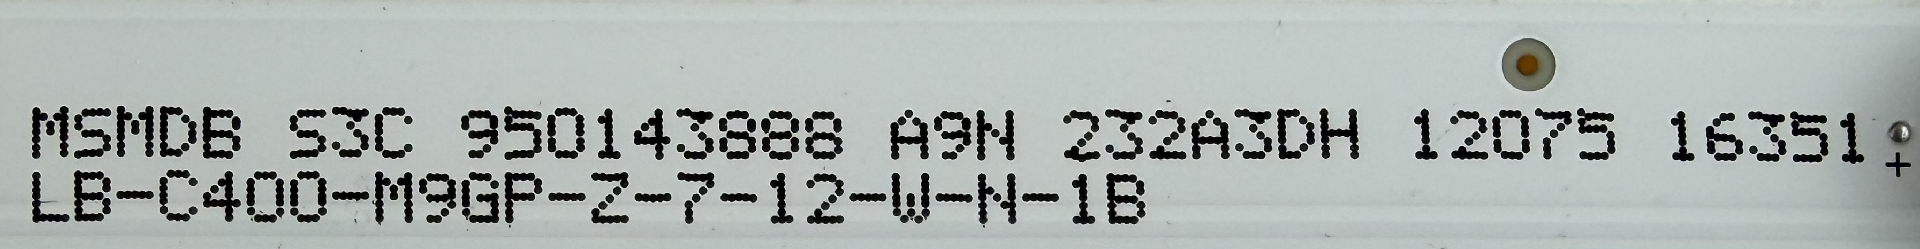 MSMDB S3C 950143888 A9N 232A3DH 12075 16351
LB-C400-M9GP-Z-7-12-W-N-1B
+